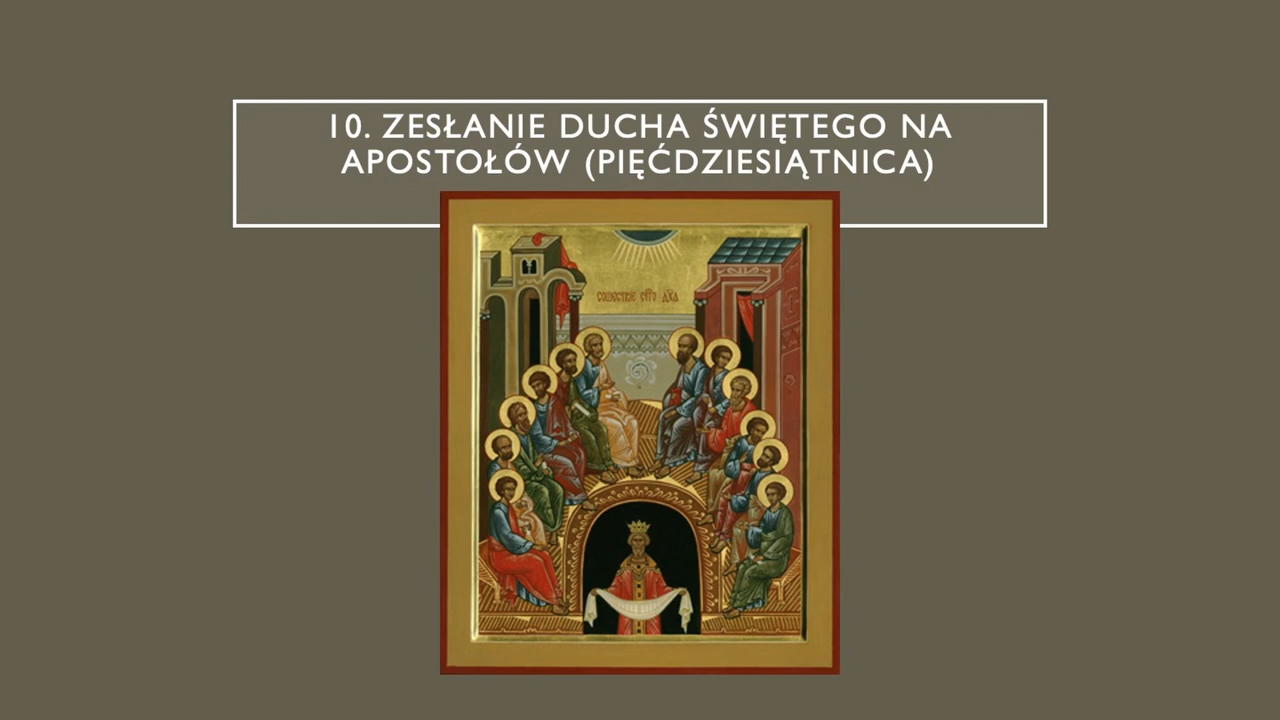 10. ZESŁANIE DUCHA ŚWIĘTEGO NA
APOSTOŁÓW (PIĘĆDZIESIĄTNICA)